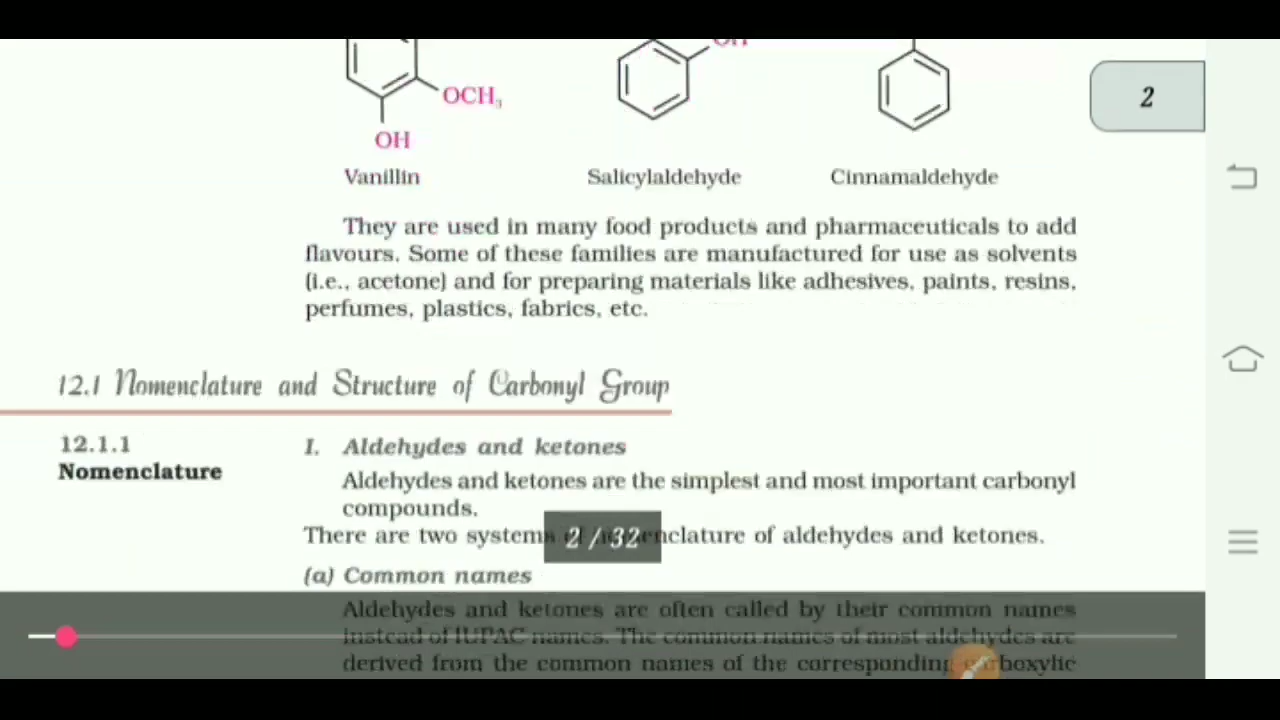 OH
OCH₃
2
OH
Vanillin
Salicylaldehyde
Cinnamaldehyde
They are used in many food products and pharmaceuticals to add
flavours. Some of these families are manufactured for use as solvents
(i.e., acetone) and for preparing materials like adhesives, paints, resins,
perfumes, plastics, fabrics, etc.
12.1 Nomenclature and Structure of Carbonyl Group
12.1.1
Nomenclature
I. Aldehydes and ketones
Aldehydes and ketones are the simplest and most important carbonyl
compounds.
There are two systems of nomenclature of aldehydes and ketones.
2 / 32
(a) Common names
Aldehydes and ketones are often called by their common names
instead of IUPAC names. The common names of most aldehydes are
derived from the common names of the corresponding carboxylic